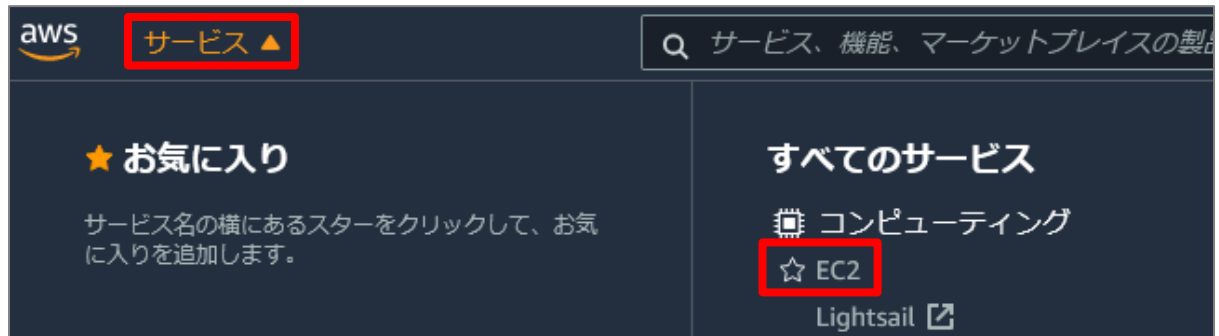 aws サービス ▲ サービス、機能、マーケットプレイスの製
★ お気に入り
サービス名の横にあるスターをクリックして、お気
に入りを追加します。
すべてのサービス
コンピューティング
☆ EC2
Lightsail